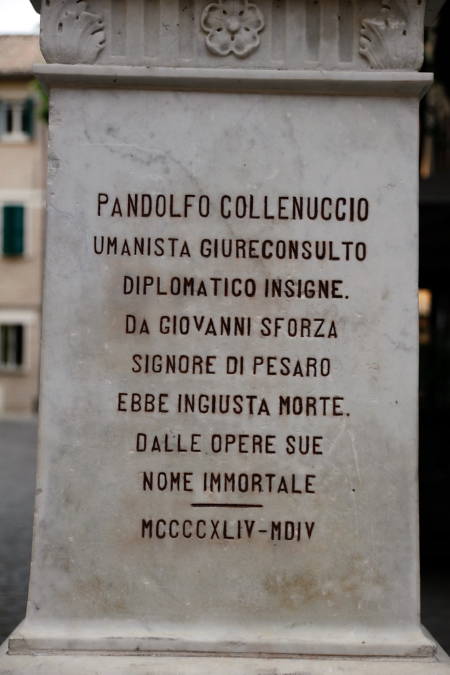 PANDOLFO COLLENUCCIO
UMANISTA GIURECONSULTO
DIPLOMATICO INSIGNE.
DA GIOVANNI SFORZA
SIGNORE DI PESARO
EBBE INGIUSTA MORTE.
DALLE OPERE SUE
NOME IMMORTALE
MCCCCXLIV-MDIV